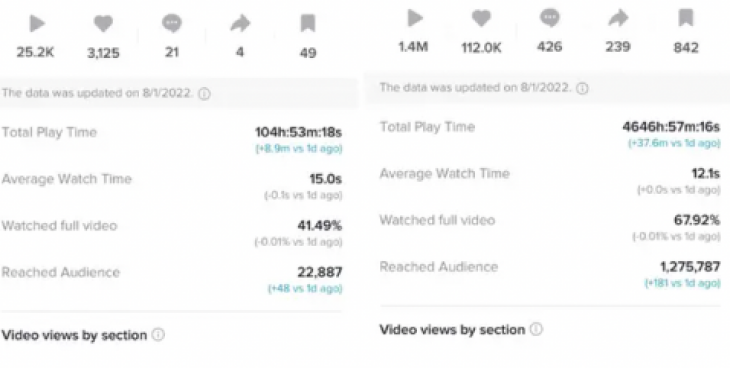 25.2K 3,125 21 4 49
The data was updated on 8/1/2022.
Total Play Time 104h:53m:18s
(+8.9m vs 1d ago)
Average Watch Time 15.0s
(-0.1s vs 1d ago)
Watched full video 41.49%
(-0.01% vs 1d ago)
Reached Audience 22,887
(+48 vs 1d ago)
Video views by section
1.4M 112.0K 426 239 842
The data was updated on 8/1/2022.
Total Play Time 4646h:57m:16s
(+37.6m vs 1d ago)
Average Watch Time 12.1s
(+0.0s vs 1d ago)
Watched full video 67.92%
(-0.01% vs 1d ago)
Reached Audience 1,275,787
(+181 vs 1d ago)
Video views by section